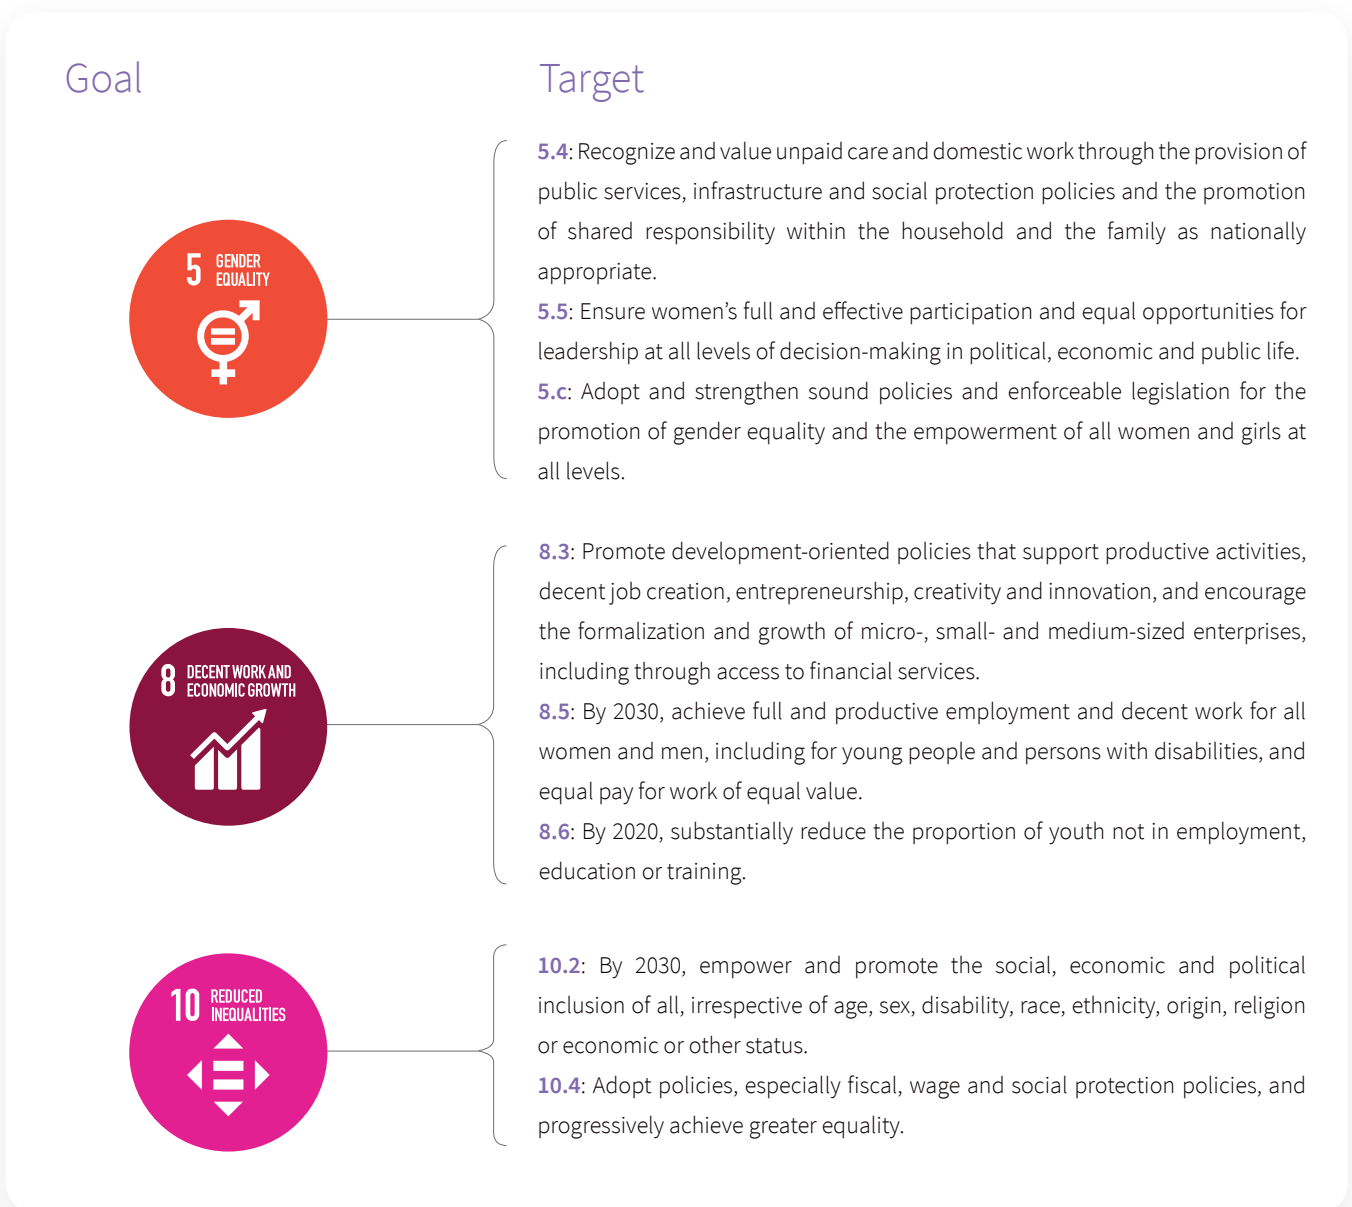 Goal
Target
5 GENDER
EQUALITY
5.4: Recognize and value unpaid care and domestic work through the provision of
public services, infrastructure and social protection policies and the promotion
of shared responsibility within the household and the family as nationally
appropriate.
5.5: Ensure women’s full and effective participation and equal opportunities for
leadership at all levels of decision-making in political, economic and public life.
5.c: Adopt and strengthen sound policies and enforceable legislation for the
promotion of gender equality and the empowerment of all women and girls at
all levels.
8 DECENT WORK AND
ECONOMIC GROWTH
8.3: Promote development-oriented policies that support productive activities,
decent job creation, entrepreneurship, creativity and innovation, and encourage
the formalization and growth of micro-, small- and medium-sized enterprises,
including through access to financial services.
8.5: By 2030, achieve full and productive employment and decent work for all
women and men, including for young people and persons with disabilities, and
equal pay for work of equal value.
8.6: By 2020, substantially reduce the proportion of youth not in employment,
education or training.
10 REDUCED
INEQUALITIES
10.2: By 2030, empower and promote the social, economic and political
inclusion of all, irrespective of age, sex, disability, race, ethnicity, origin, religion
or economic or other status.
10.4: Adopt policies, especially fiscal, wage and social protection policies, and
progressively achieve greater equality.